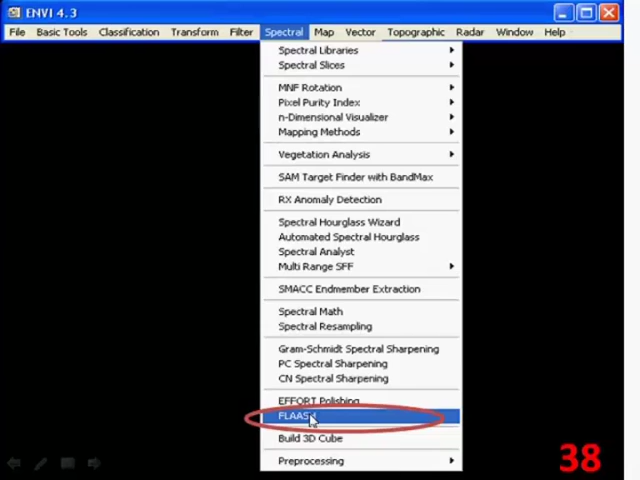 ENVI 4.3
File Basic Tools Classification Transform Filter Spectral Map Vector Topographic Radar Window Help
Spectral Libraries
Spectral Slices
MNF Rotation
Pixel Purity Index
n-Dimensional Visualizer
Mapping Methods
Vegetation Analysis
SAM Target Finder with BandMax
RX Anomaly Detection
Spectral Hourglass Wizard
Automated Spectral Hourglass
Spectral Analyst
Multi Range SFF
SMACC Endmember Extraction
Spectral Math
Spectral Resampling
Gram-Schmidt Spectral Sharpening
PC Spectral Sharpening
CN Spectral Sharpening
EFFORT Polishing
FLAASH
Build 3D Cube
Preprocessing
38